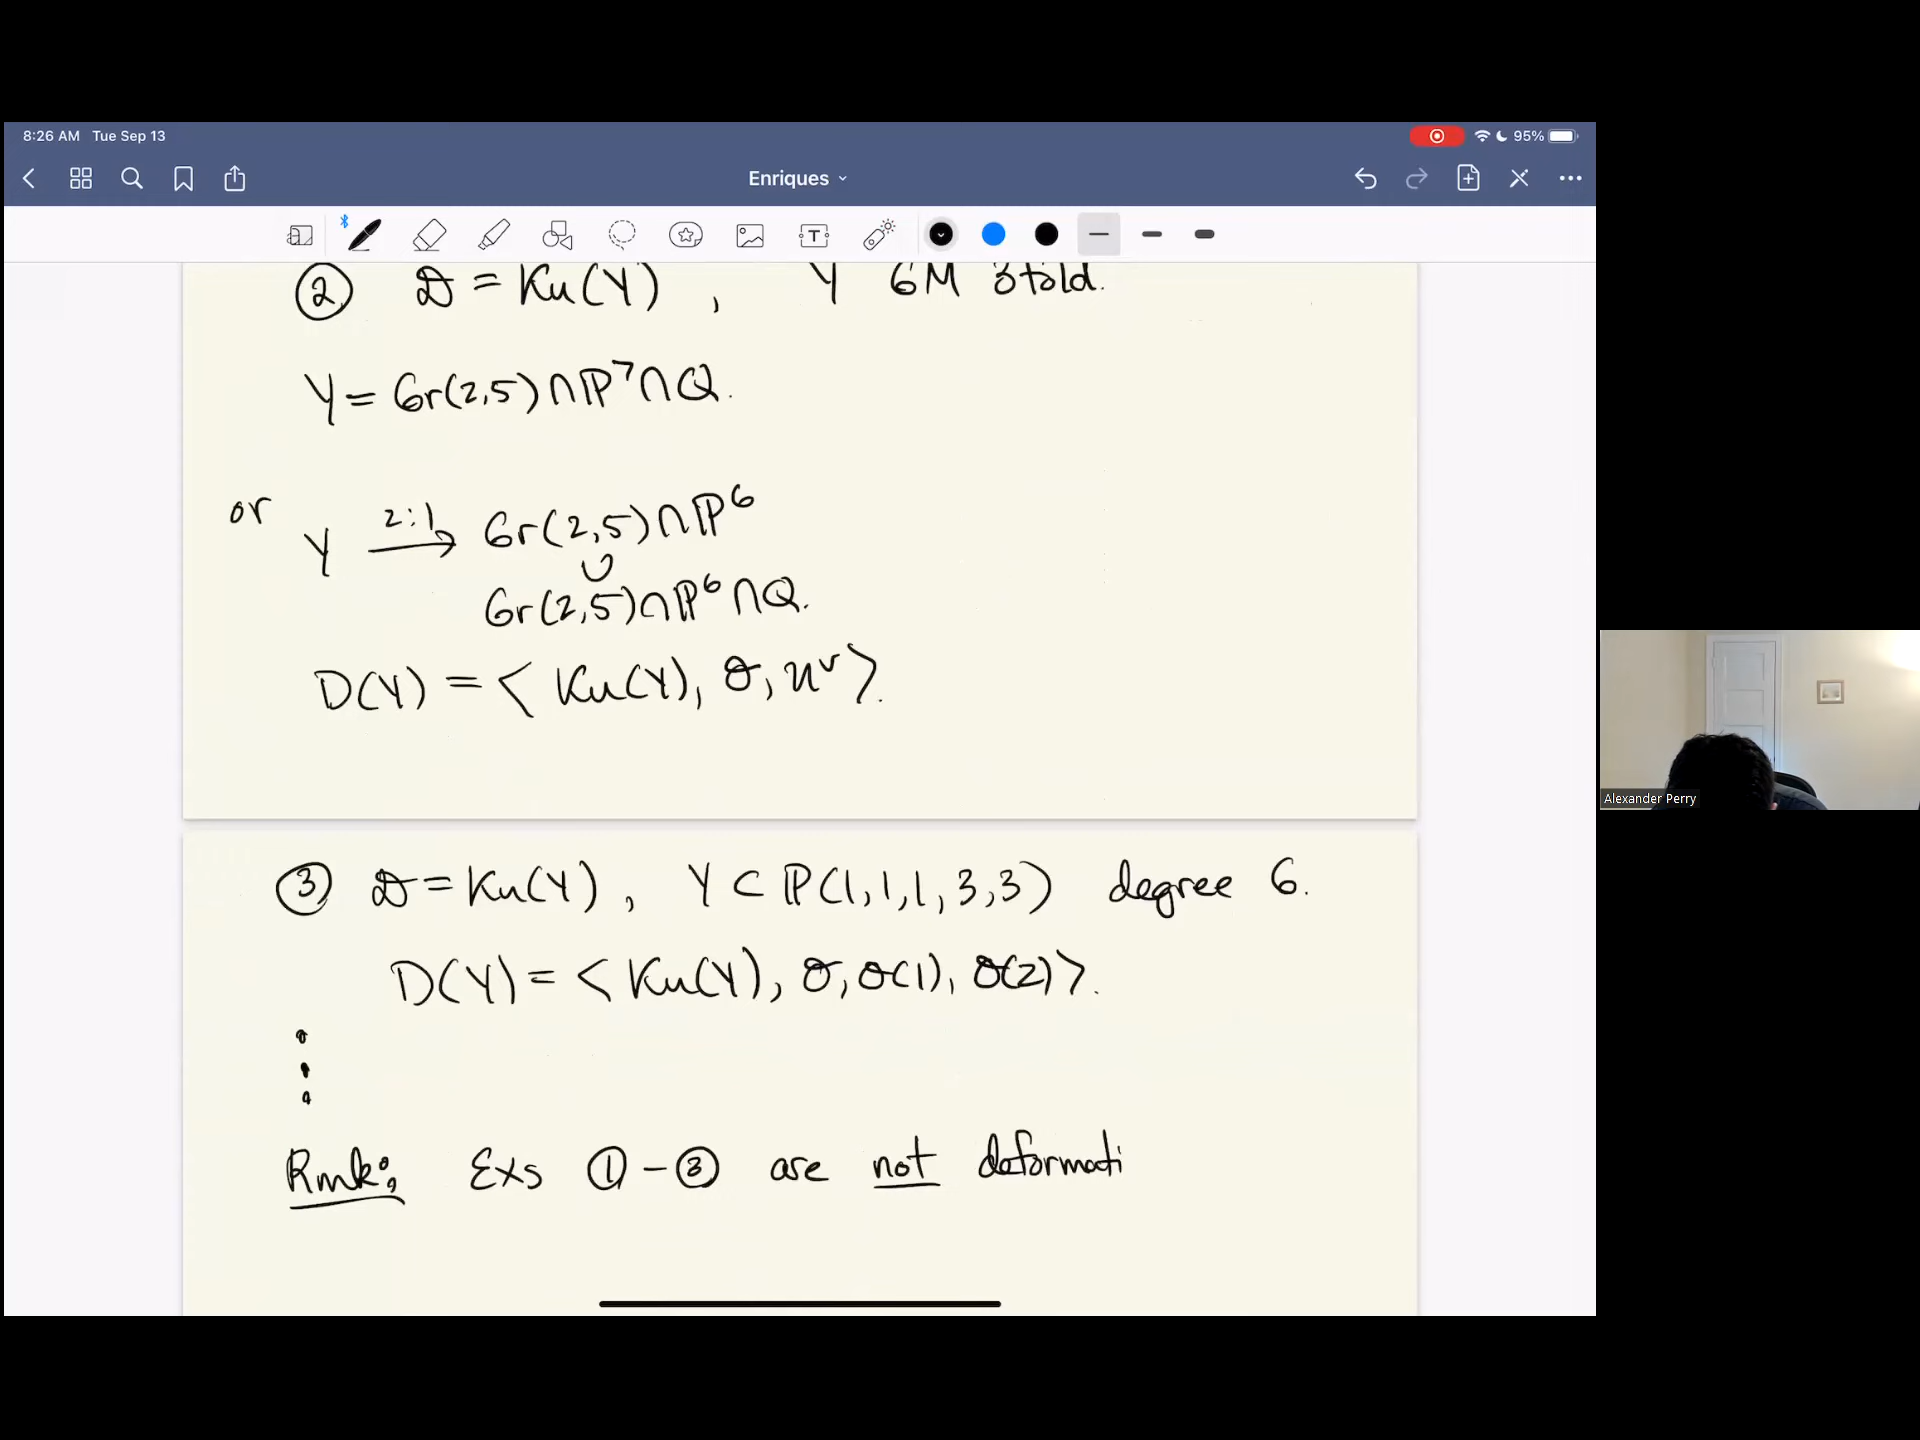 8:26 AM Tue Sep 13
95%
Enriques
② 𝒟 = Ku(Y) , Y GM 3fold.
Y = Gr(2,5) ∩ ℙ⁷ ∩ Q.
or Y →^{2:1} Gr(2,5) ∩ ℙ⁶
∪
Gr(2,5) ∩ ℙ⁶ ∩ Q.
D(Y) = < Ku(Y), 𝒪, 𝒰^∨ >.
③ 𝒟 = Ku(Y) , Y ⊂ ℙ(1,1,1,3,3) degree 6.
D(Y) = < Ku(Y), 𝒪, 𝒪(1), 𝒪(2) >.
⋮
Rmk: Exs ① – ③ are not deformati
Alexander Perry